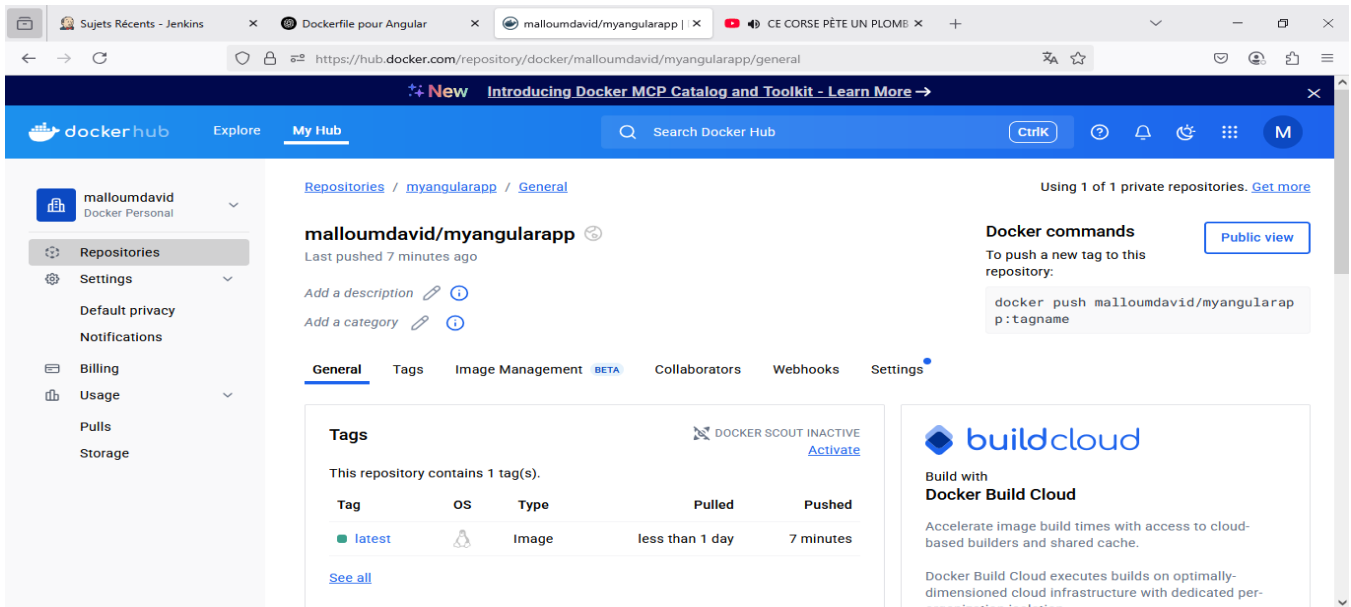 Sujets Récents - Jenkins
Dockerfile pour Angular
malloumdavid/myangularapp |
CE CORSE PÈTE UN PLOMB
https://hub.docker.com/repository/docker/malloumdavid/myangularapp/general
New Introducing Docker MCP Catalog and Toolkit - Learn More →
dockerhub Explore My Hub Search Docker Hub CtrlK M
malloumdavid
Docker Personal
Repositories
Settings
Default privacy
Notifications
Billing
Usage
Pulls
Storage
Repositories / myangularapp / General
Using 1 of 1 private repositories. Get more
malloumdavid/myangularapp
Last pushed 7 minutes ago
Add a description
Add a category
Docker commands
Public view
To push a new tag to this
repository:
docker push malloumdavid/myangularap
p:tagname
General Tags Image Management BETA Collaborators Webhooks Settings
Tags
DOCKER SCOUT INACTIVE
Activate
This repository contains 1 tag(s).
Tag OS Type Pulled Pushed
latest Image less than 1 day 7 minutes
See all
buildcloud
Build with
Docker Build Cloud
Accelerate image build times with access to cloud-
based builders and shared cache.
Docker Build Cloud executes builds on optimally-
dimensioned cloud infrastructure with dedicated per-